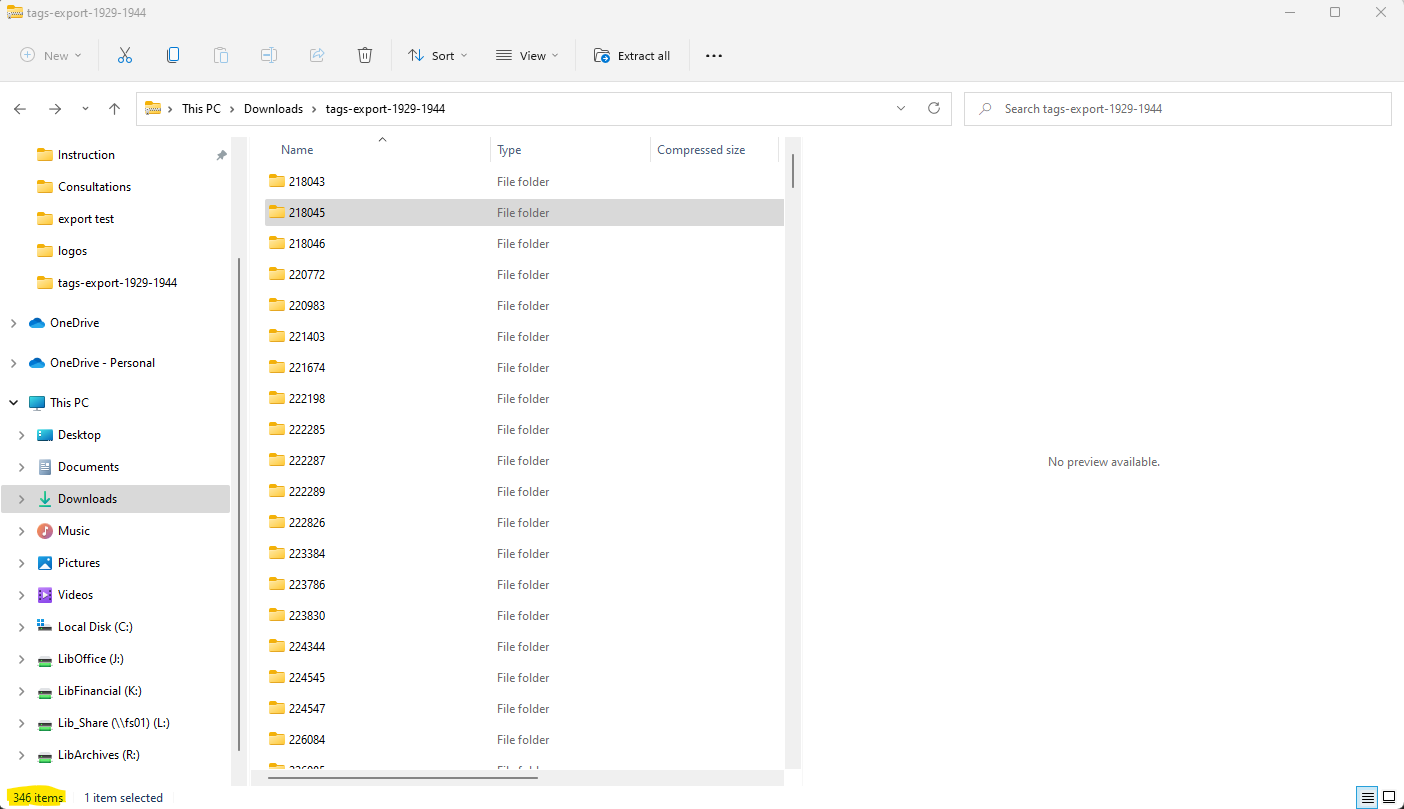 tags-export-1929-1944
New
Sort
View
Extract all
This PC
Downloads
tags-export-1929-1944
Search tags-export-1929-1944
Instruction
Consultations
export test
logos
tags-export-1929-1944
OneDrive
OneDrive - Personal
This PC
Desktop
Documents
Downloads
Music
Pictures
Videos
Local Disk (C:)
LibOffice (J:)
LibFinancial (K:)
Lib_Share (\\fs01) (L:)
LibArchives (R:)
Name Type Compressed size
218043 File folder
218045 File folder
218046 File folder
220772 File folder
220983 File folder
221403 File folder
221674 File folder
222198 File folder
222285 File folder
222287 File folder
222289 File folder
222826 File folder
223384 File folder
223786 File folder
223830 File folder
224344 File folder
224545 File folder
224547 File folder
226084 File folder
No preview available.
346 items 1 item selected